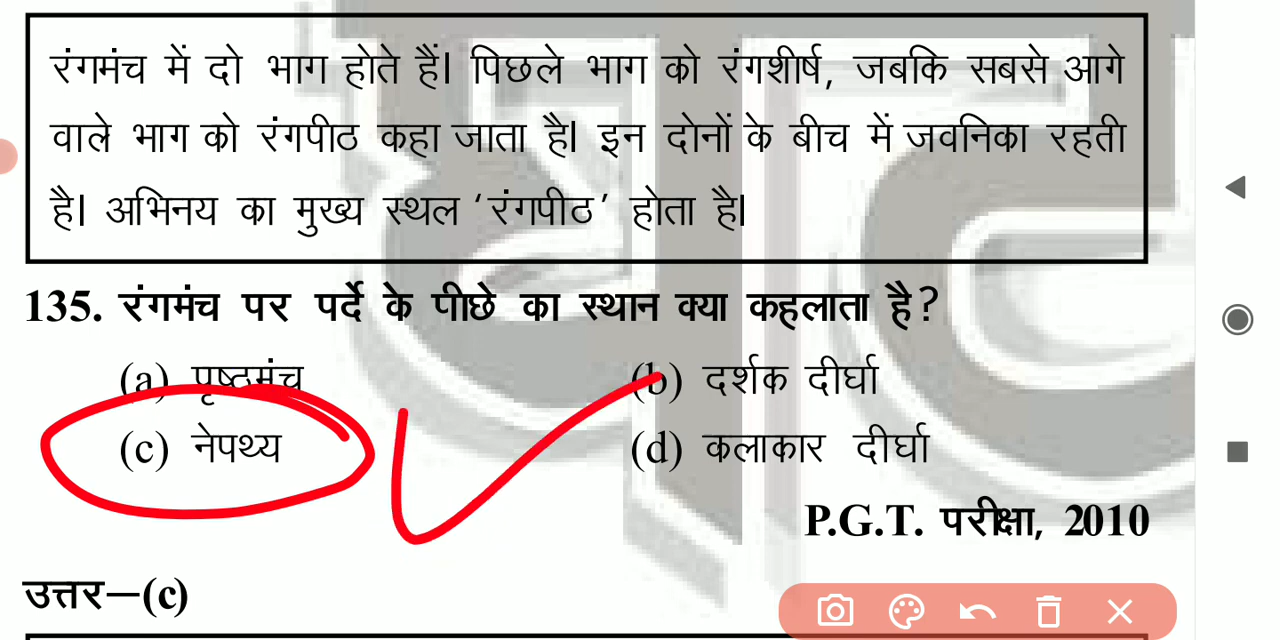 रंगमंच में दो भाग होते हैं। पिछले भाग को रंगशीर्ष, जबकि सबसे आगे
वाले भाग को रंगपीठ कहा जाता है। इन दोनों के बीच में जवनिका रहती
है। अभिनय का मुख्य स्थल ‘रंगपीठ’ होता है।
135. रंगमंच पर पर्दे के पीछे का स्थान क्या कहलाता है?
(a) पृष्ठमंच (b) दर्शक दीर्घा
(c) नेपथ्य (d) कलाकार दीर्घा
P.G.T. परीक्षा, 2010
उत्तर—(c)